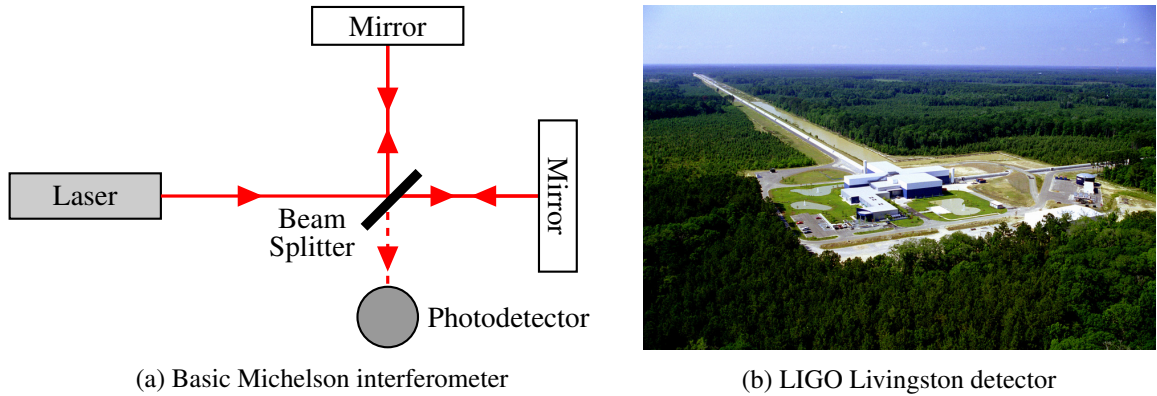 Mirror
Laser
Mirror
Beam
Splitter
Photodetector
(a) Basic Michelson interferometer
(b) LIGO Livingston detector